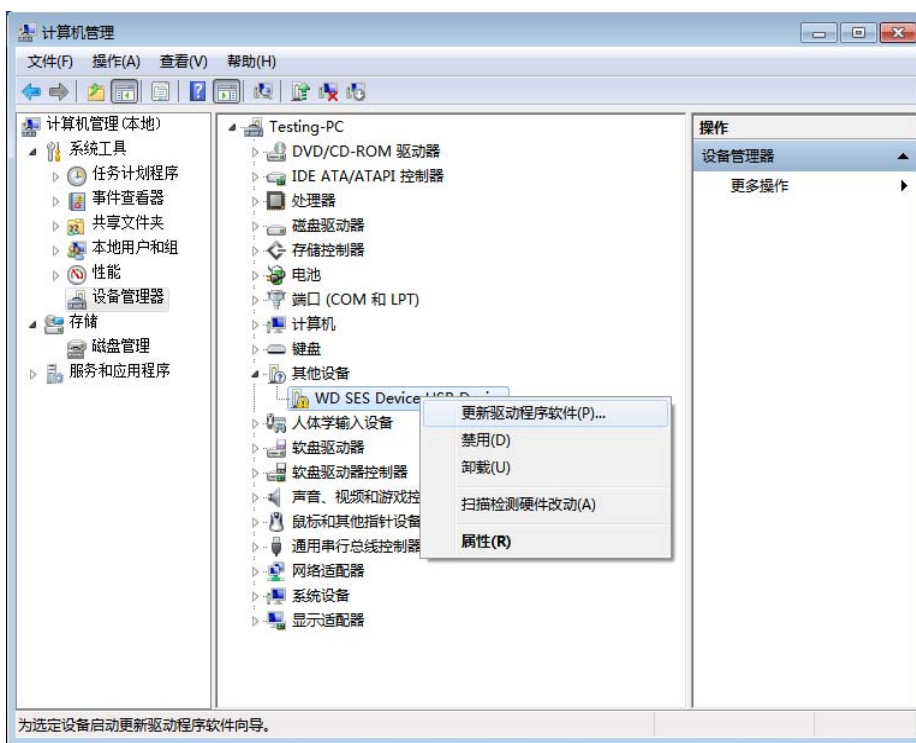 计算机管理
文件(F) 操作(A) 查看(V) 帮助(H)
计算机管理(本地)
系统工具
任务计划程序
事件查看器
共享文件夹
本地用户和组
性能
设备管理器
存储
磁盘管理
服务和应用程序
Testing-PC
DVD/CD-ROM 驱动器
IDE ATA/ATAPI 控制器
处理器
磁盘驱动器
存储控制器
电池
端口 (COM 和 LPT)
计算机
键盘
其他设备
WD SES Device USB Device
人体学输入设备
软盘驱动器
软盘驱动器控制器
声音、视频和游戏控
鼠标和其他指针设备
通用串行总线控制器
网络适配器
系统设备
显示适配器
更新驱动程序软件(P)...
禁用(D)
卸载(U)
扫描检测硬件改动(A)
属性(R)
操作
设备管理器
更多操作
为选定设备启动更新驱动程序软件向导。